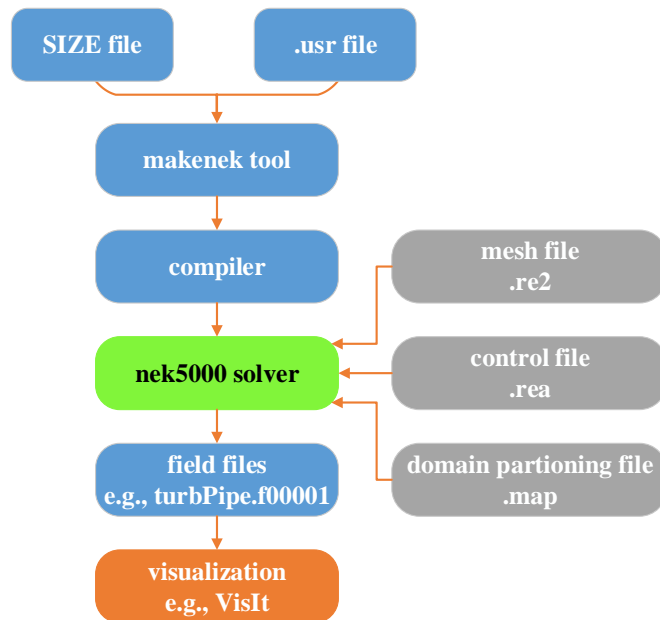 SIZE file
.usr file
makenek tool
compiler
mesh file
.re2
nek5000 solver
control file
.rea
field files
e.g., turbPipe.f00001
domain partioning file
.map
visualization
e.g., VisIt